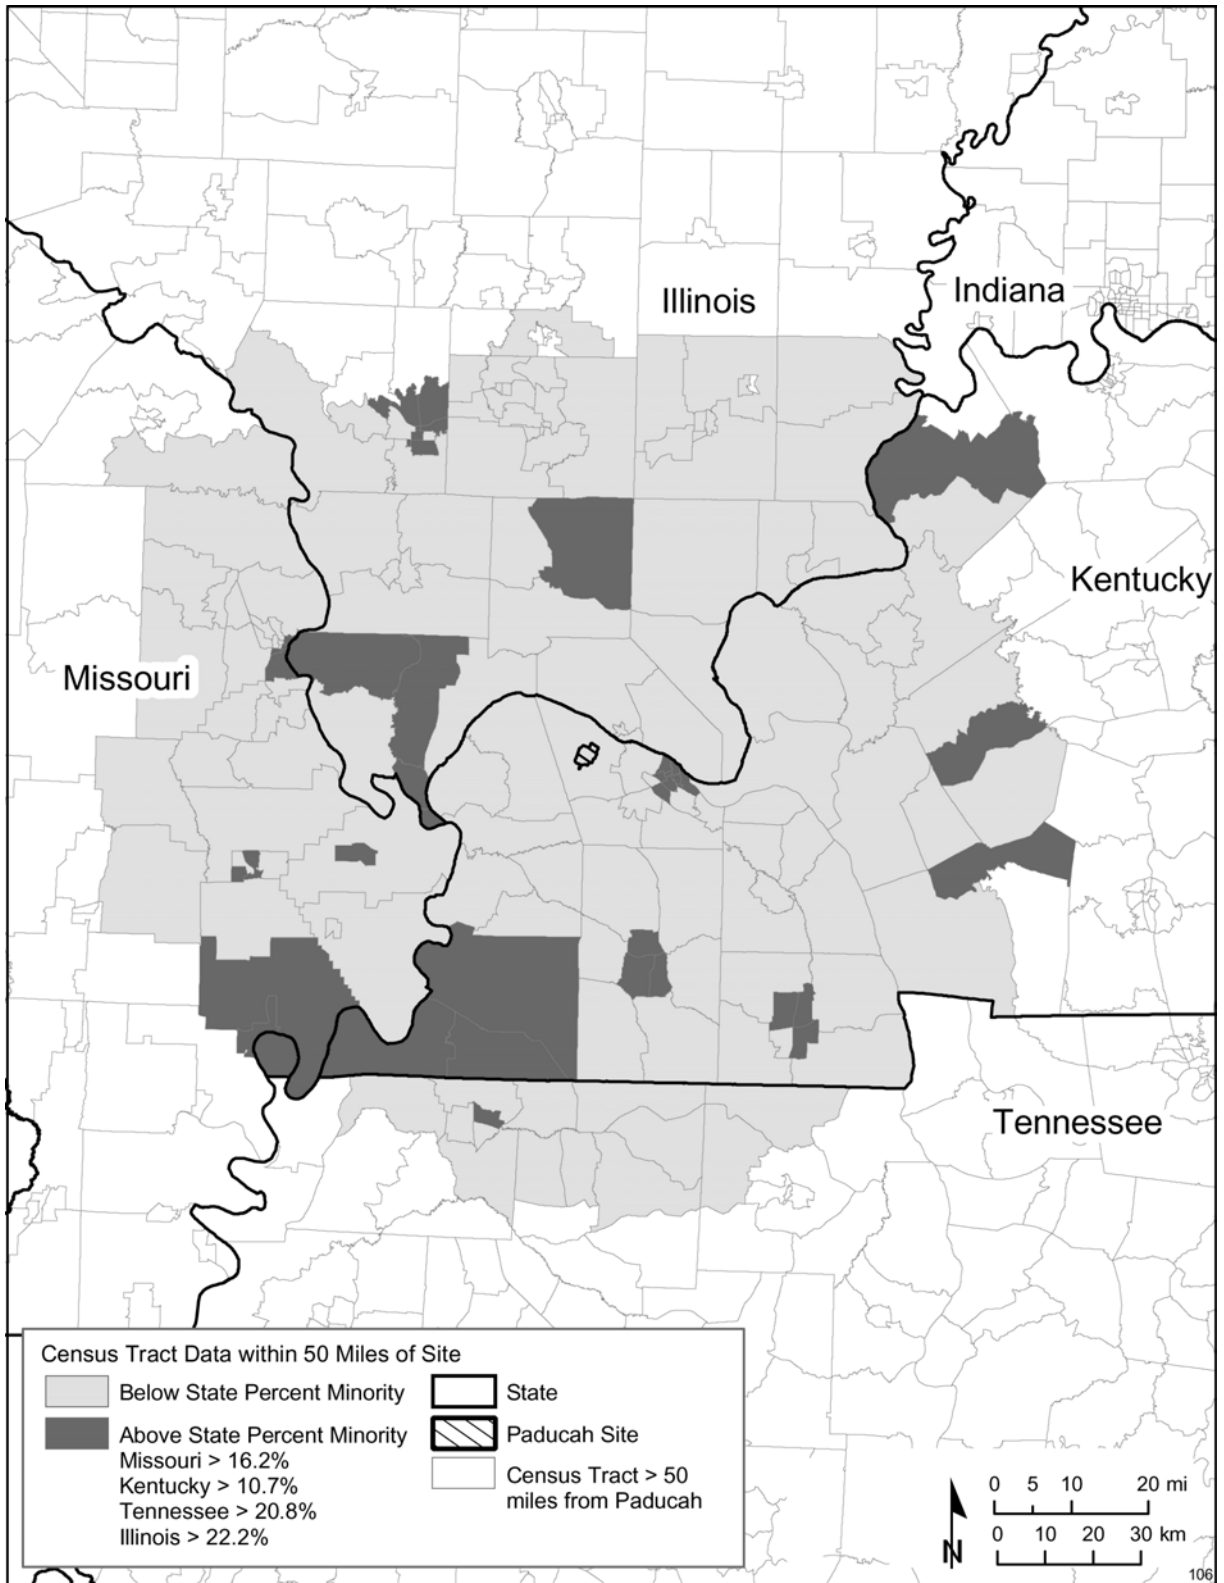 Illinois
Indiana
Kentucky
Missouri
Tennessee
Census Tract Data within 50 Miles of Site
Below State Percent Minority
Above State Percent Minority
Missouri > 16.2%
Kentucky > 10.7%
Tennessee > 20.8%
Illinois > 22.2%
State
Paducah Site
Census Tract > 50
miles from Paducah
0 5 10 20 mi
0 10 20 30 km
N
106